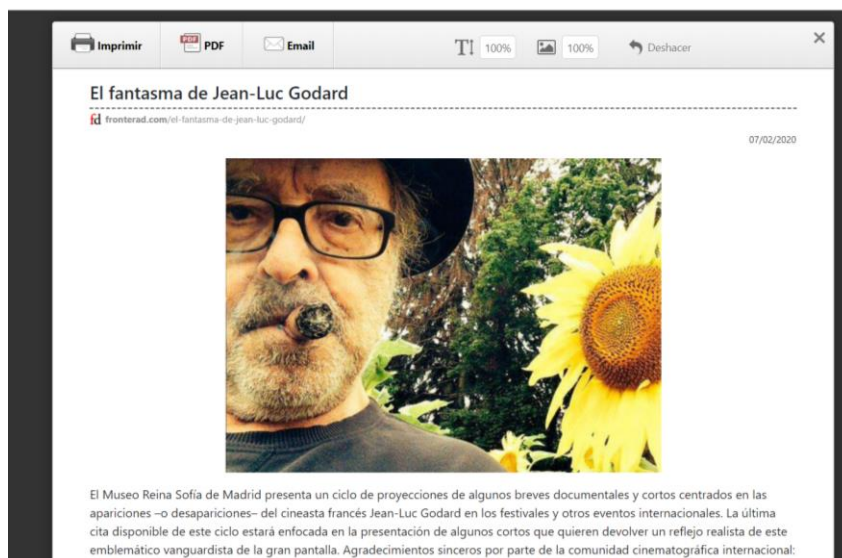 Imprimir
PDF
Email
100%
100%
Deshacer
El fantasma de Jean-Luc Godard
fd fronterad.com/el-fantasma-de-jean-luc-godard/
07/02/2020
El Museo Reina Sofía de Madrid presenta un ciclo de proyecciones de algunos breves documentales y cortos centrados en las
apariciones –o desapariciones– del cineasta francés Jean-Luc Godard en los festivales y otros eventos internacionales. La última
cita disponible de este ciclo estará enfocada en la presentación de algunos cortos que quieren devolver un reflejo realista de este
emblemático vanguardista de la gran pantalla. Agradecimientos sinceros por parte de la comunidad cinematográfica internacional: